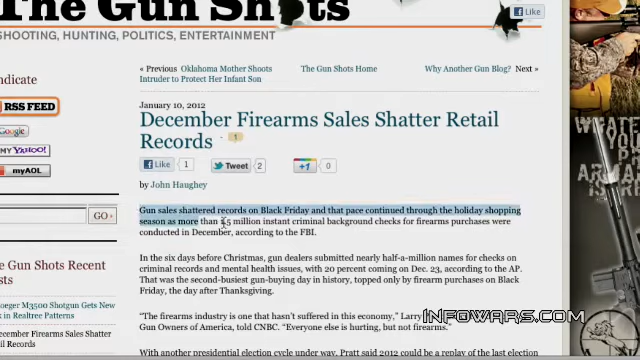 The Gun Shots
SHOOTING, HUNTING, POLITICS, ENTERTAINMENT
Like
« Previous Oklahoma Mother Shoots
Intruder to Protect Her Infant Son
The Gun Shots Home
Why Another Gun Blog? Next »
ndicate
RSS FEED
Google
MY YAHOO!
myAOL
GO »
's Recent
Posts
oeger M3500 Shotgun Gets New
x in Realtree Patterns
December Firearms Sales Shatter
Retail Records
January 10, 2012
December Firearms Sales Shatter Retail
Records
1
Like 1
Tweet 2
+1 0
by John Haughey
Gun sales shattered records on Black Friday and that pace continued through the holiday shopping
season as more than 1.5 million instant criminal background checks for firearms purchases were
conducted in December, according to the FBI.
In the six days before Christmas, gun dealers submitted nearly half-a-million names for checks on
criminal records and mental health issues, with 20 percent coming on Dec. 23, according to the AP.
That was the second-busiest gun-buying day in history, topped only by firearm purchases on Black
Friday, the day after Thanksgiving.
"The firearms industry is one that hasn't suffered in this economy," Larry
Gun Owners of America, told CNBC. "Everyone else is hurting, but not firearms."
With another presidential election cycle under way, Pratt said 2012 could be a replay of the last election
WHAT
INFOWARS.COM